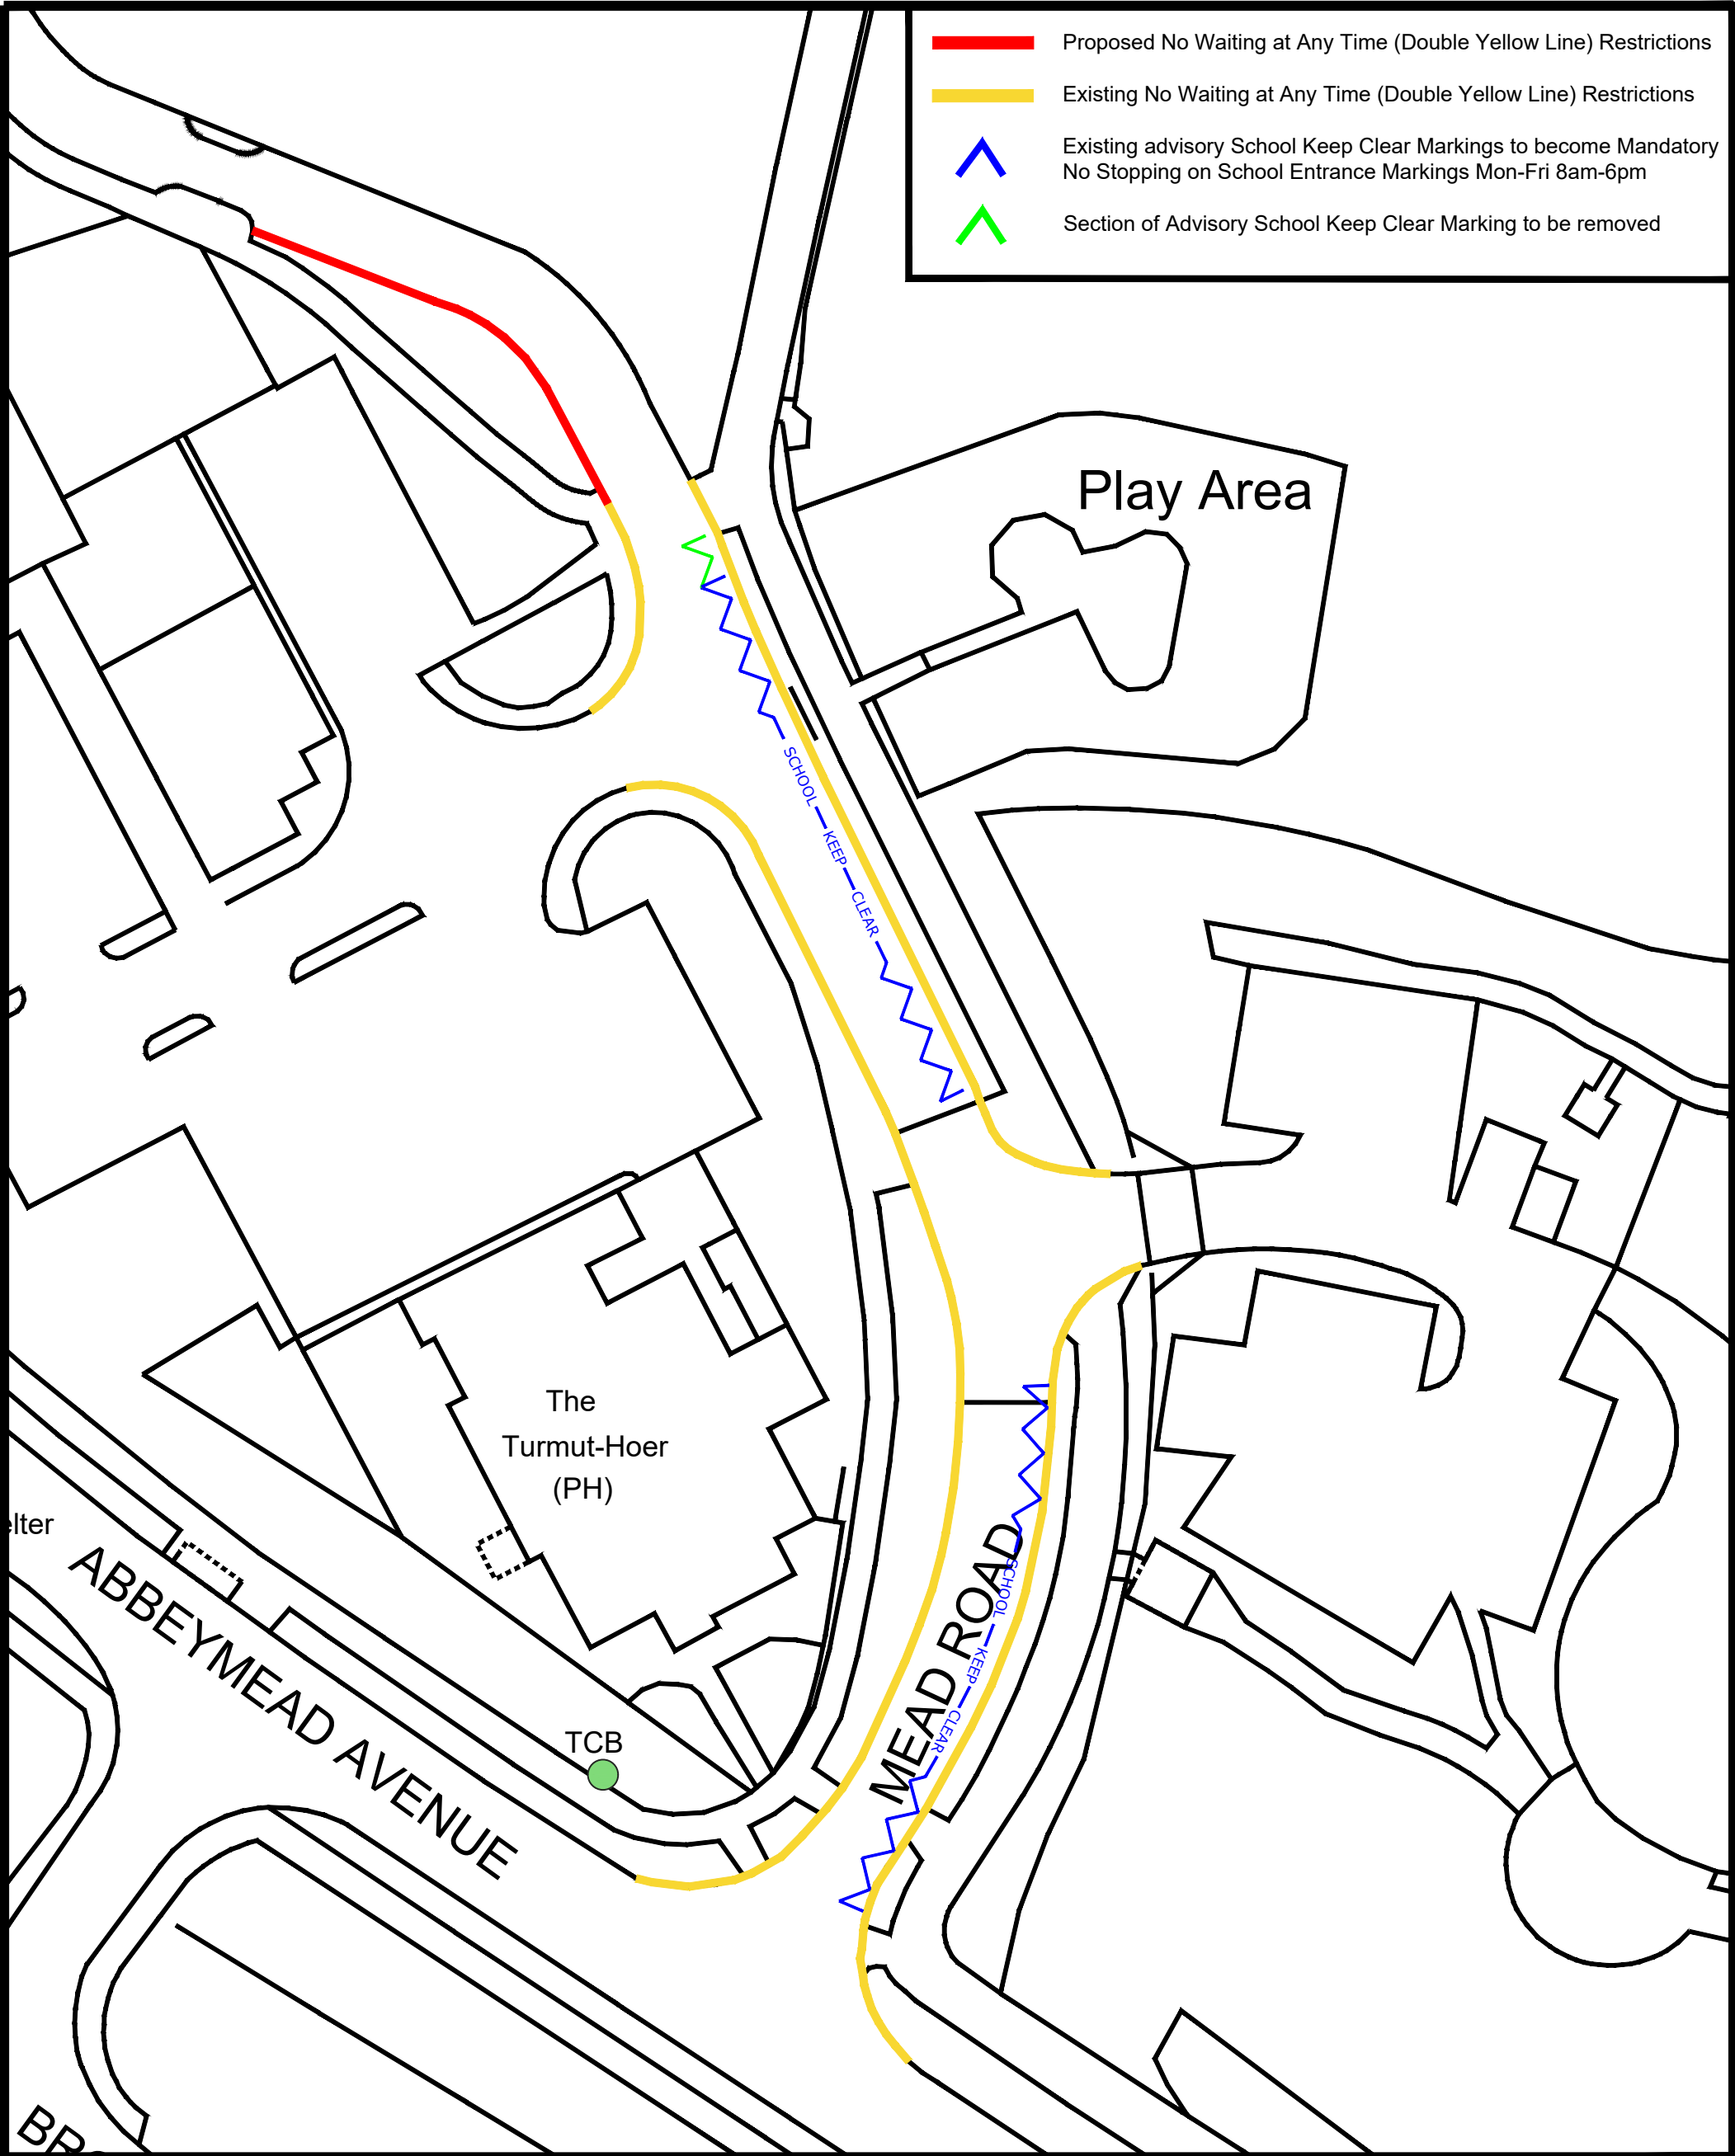 Proposed No Waiting at Any Time (Double Yellow Line) Restrictions
Existing No Waiting at Any Time (Double Yellow Line) Restrictions
Existing advisory School Keep Clear Markings to become Mandatory
No Stopping on School Entrance Markings Mon-Fri 8am-6pm
Section of Advisory School Keep Clear Marking to be removed
Play Area
SCHOOL KEEP CLEAR
The
Turmut-Hoer
(PH)
elter
ABBEYMEAD AVENUE
MEAD ROAD
SCHOOL KEEP CLEAR
TCB